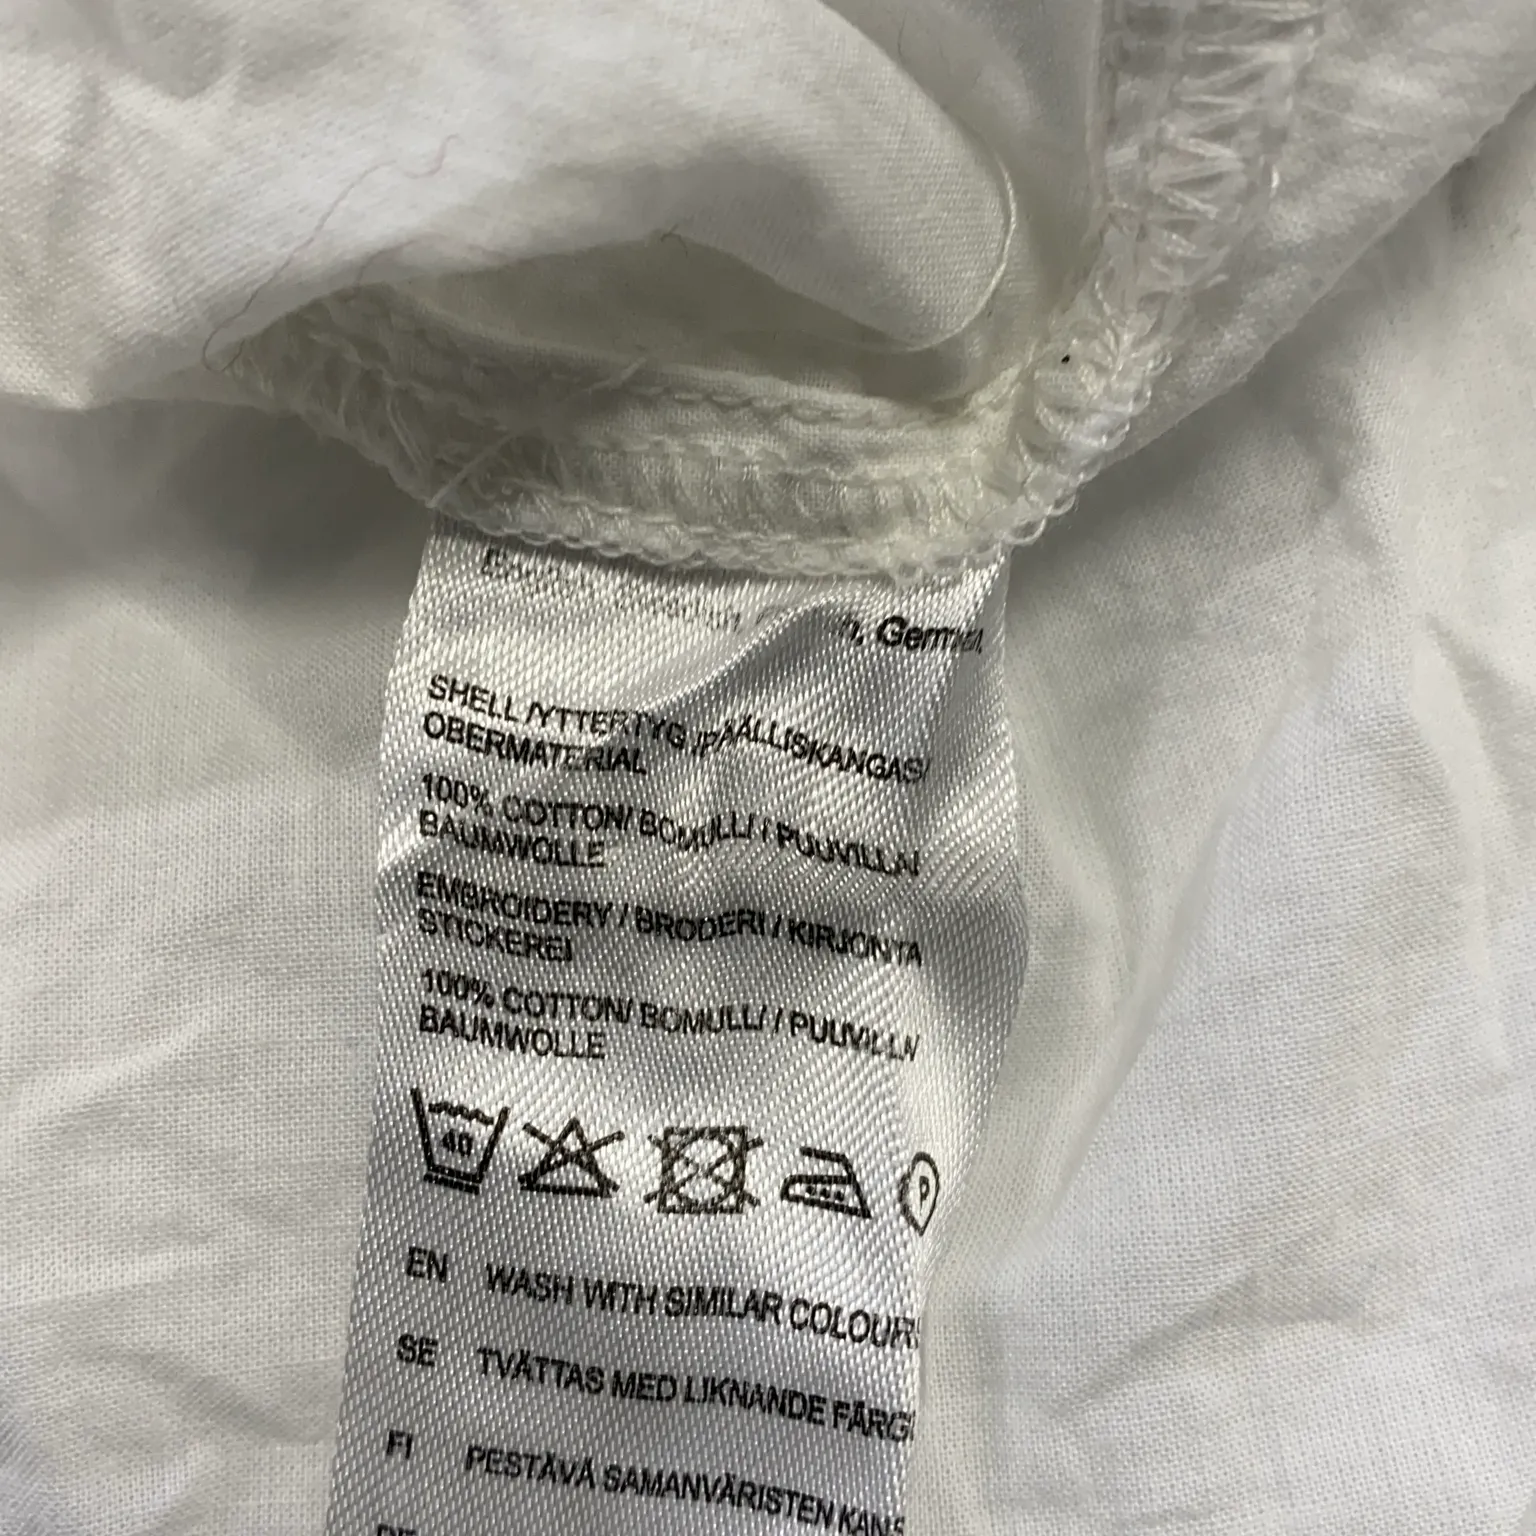 Germany,
SHELL /YTTERTYG /PÄÄLLISKANGAS/
OBERMATERIAL
100% COTTON/ BOMULL/ / PUUVILLA/
BAUMWOLLE
EMBROIDERY / BRODERI / KIRJONTA
STICKEREI
100% COTTON/ BOMULL/ / PUUVILLA/
BAUMWOLLE
40
P
EN WASH WITH SIMILAR COLOURS
SE TVÄTTAS MED LIKNANDE
FI PESTÄVÄ SAMANVÄRISTEN
DE